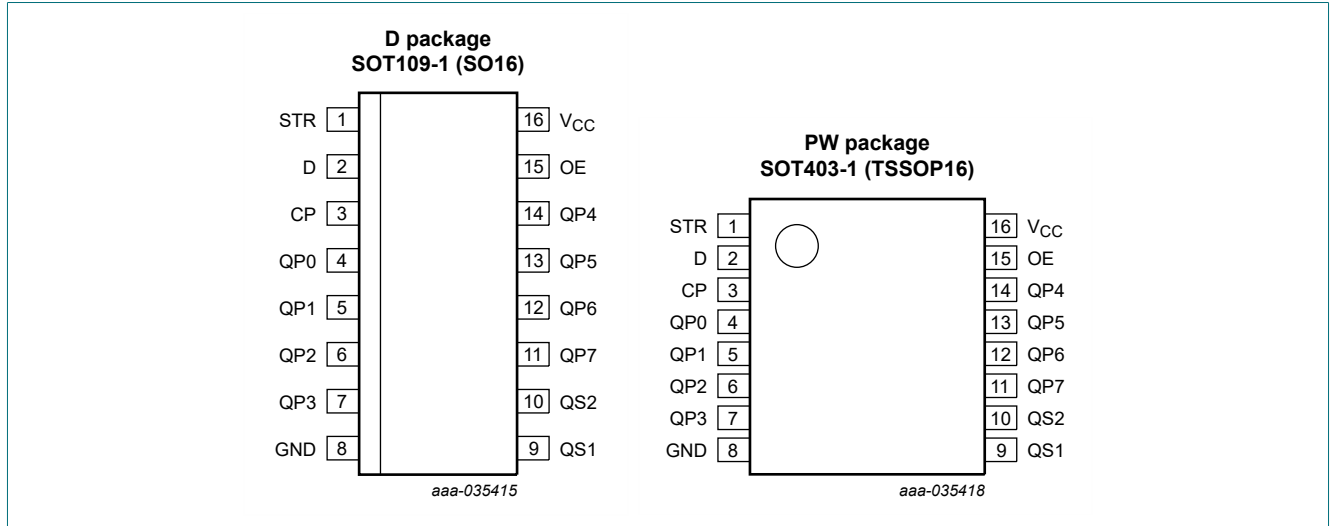 D package
SOT109-1 (SO16)
STR 1 16 VCC
D 2 15 OE
CP 3 14 QP4
QP0 4 13 QP5
QP1 5 12 QP6
QP2 6 11 QP7
QP3 7 10 QS2
GND 8 9 QS1
aaa-035415
PW package
SOT403-1 (TSSOP16)
STR 1 16 VCC
D 2 15 OE
CP 3 14 QP4
QP0 4 13 QP5
QP1 5 12 QP6
QP2 6 11 QP7
QP3 7 10 QS2
GND 8 9 QS1
aaa-035418